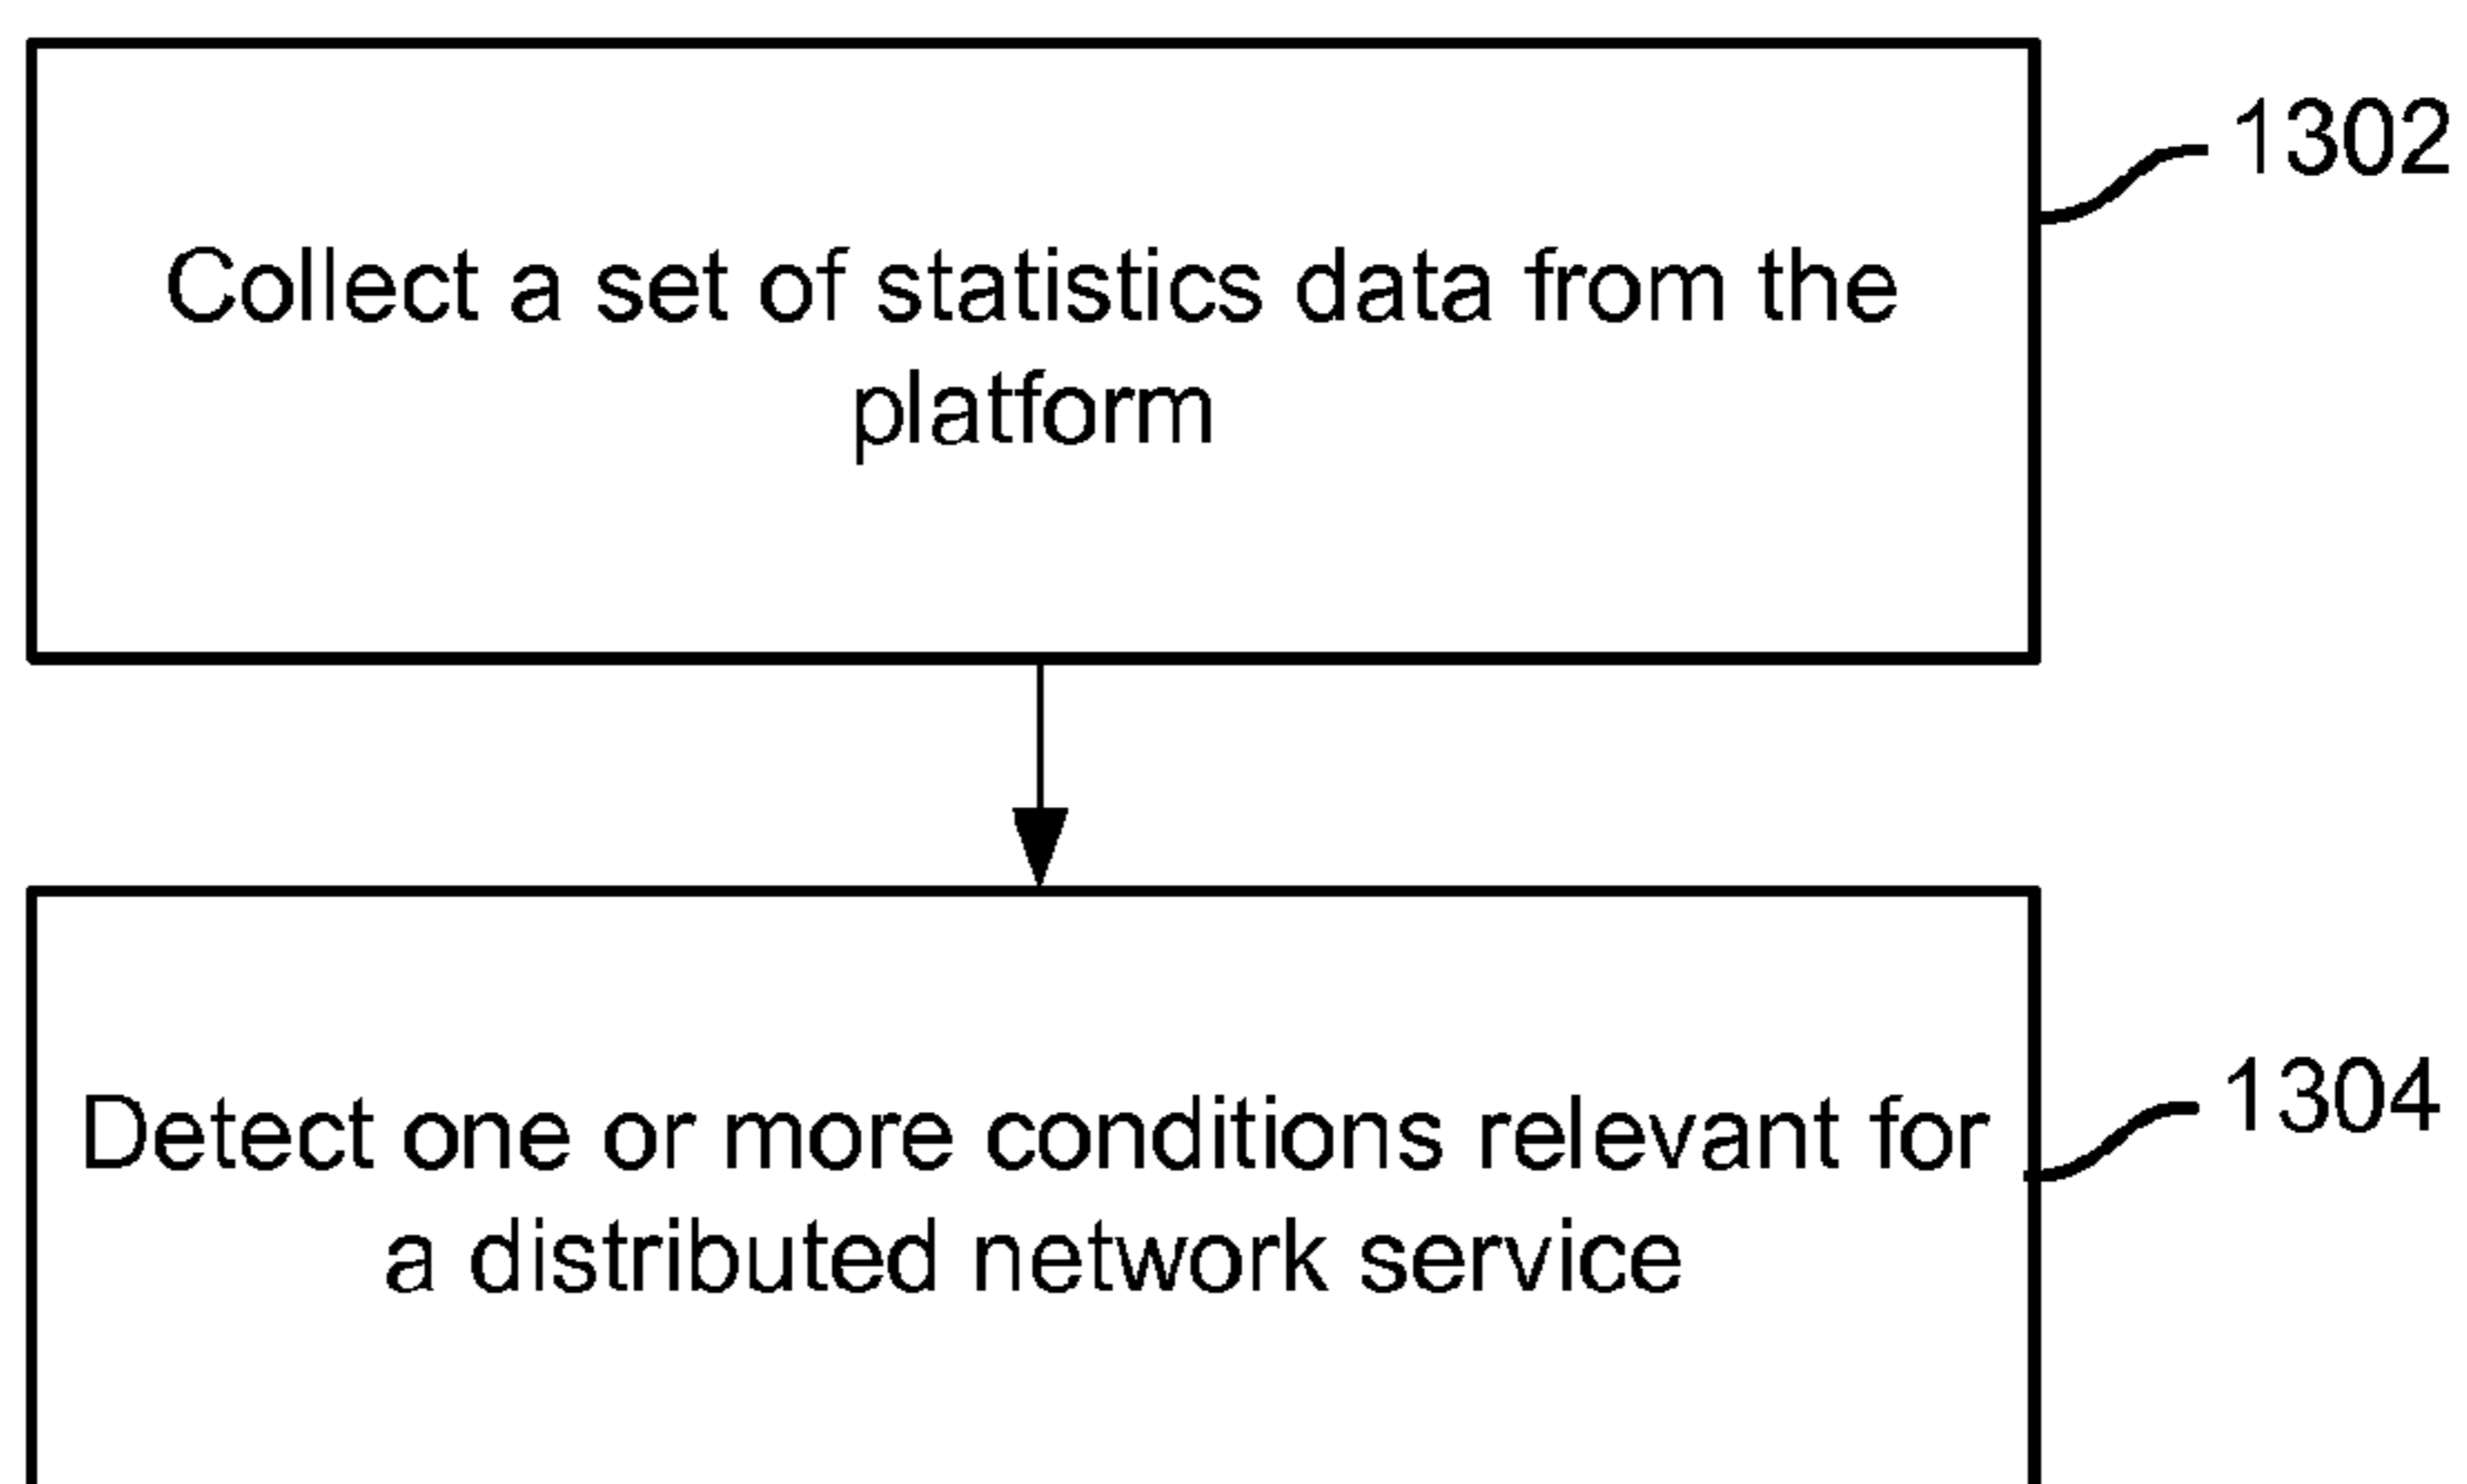 1302
Collect a set of statistics data from the
platform
1304
Detect one or more conditions relevant for
a distributed network service